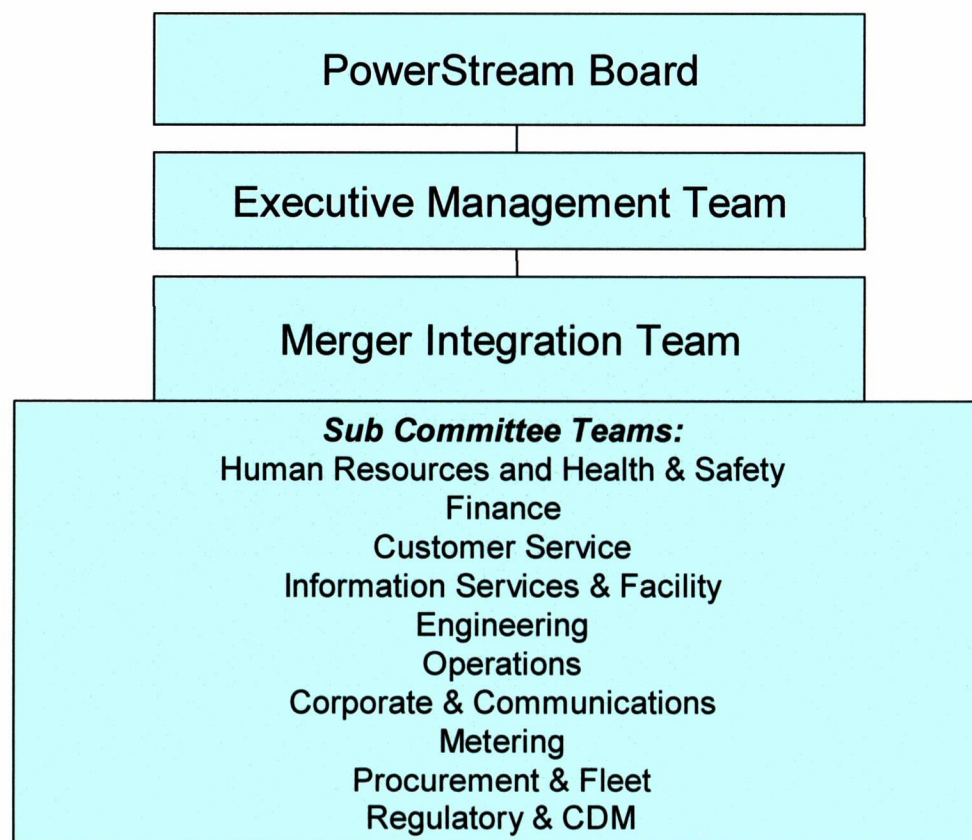 PowerStream Board
Executive Management Team
Merger Integration Team
Sub Committee Teams:
Human Resources and Health & Safety
Finance
Customer Service
Information Services & Facility
Engineering
Operations
Corporate & Communications
Metering
Procurement & Fleet
Regulatory & CDM